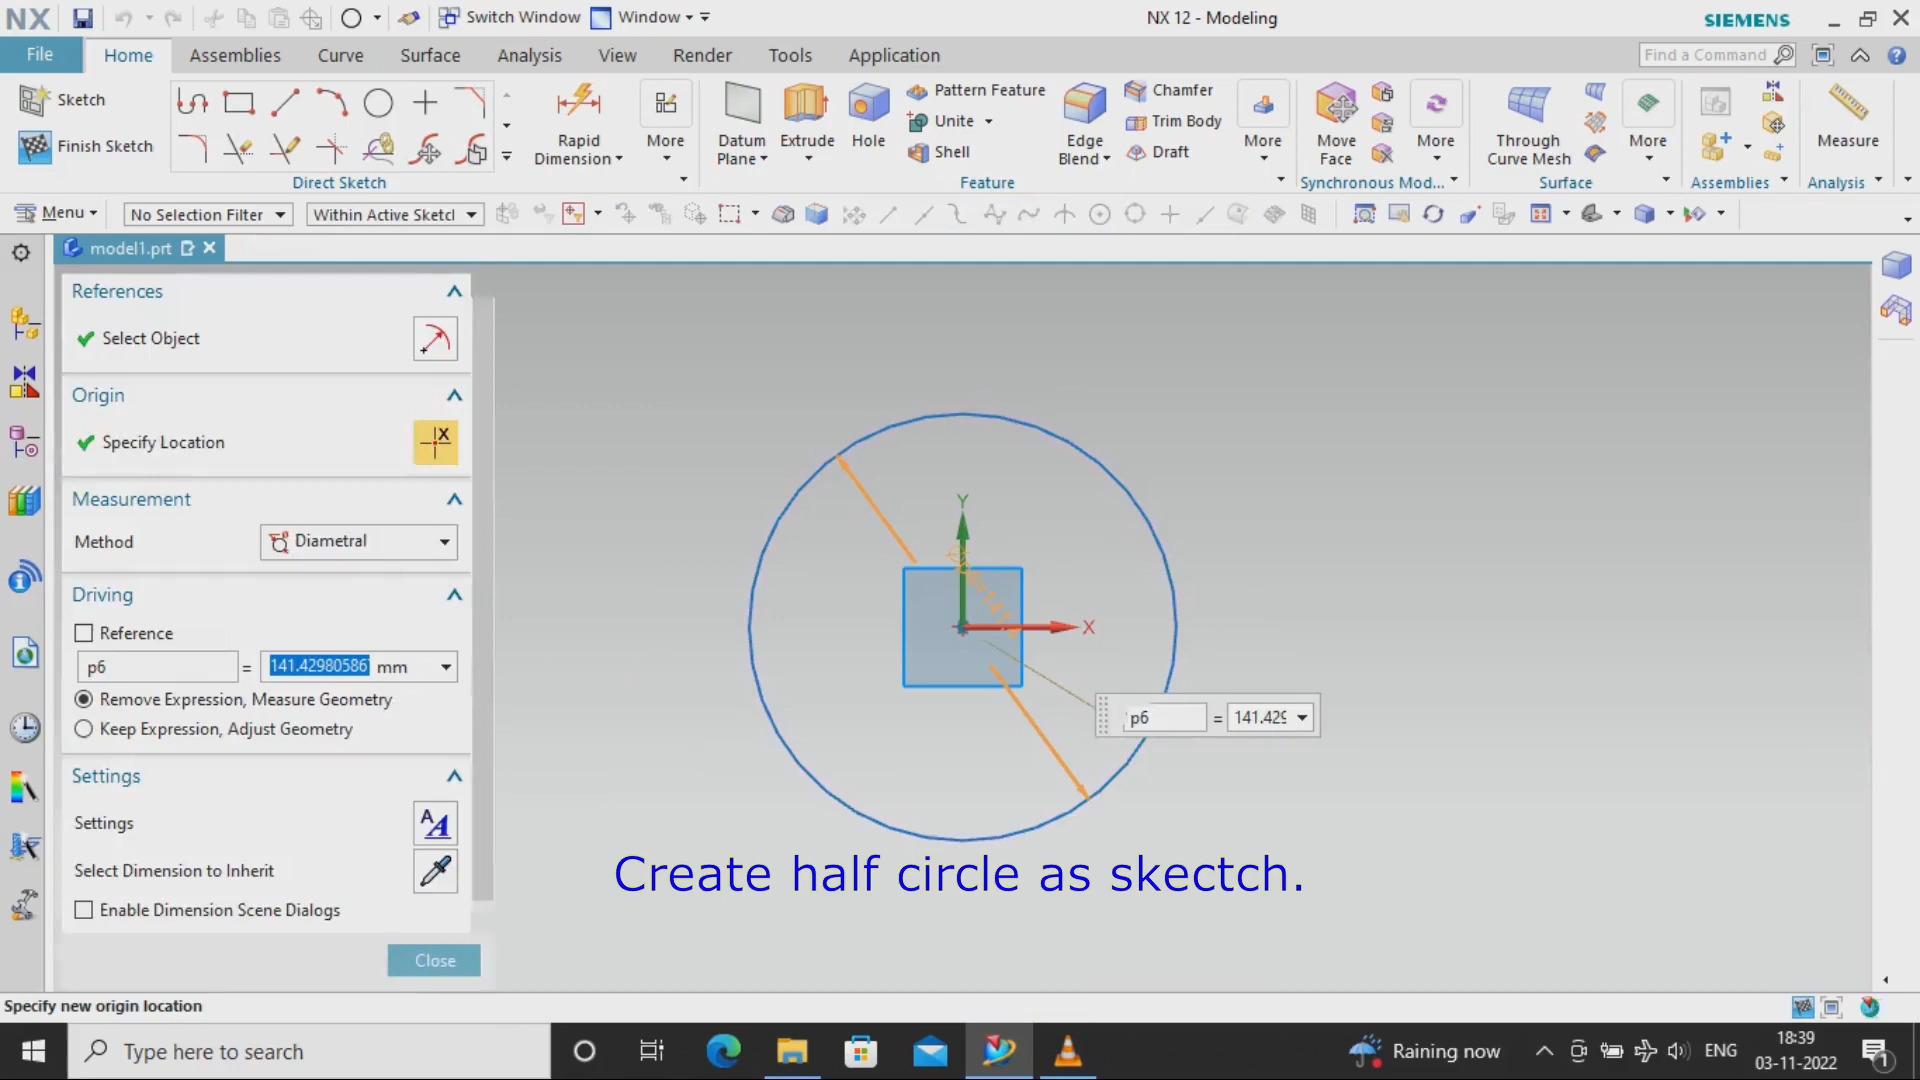 NX
Switch Window
Window
NX 12 - Modeling
SIEMENS
File
Home
Assemblies
Curve
Surface
Analysis
View
Render
Tools
Application
Find a Command
Sketch
Finish Sketch
Direct Sketch
Rapid
Dimension
More
Datum
Plane
Extrude
Hole
Pattern Feature
Unite
Shell
Edge
Blend
Chamfer
Trim Body
Draft
More
Feature
Move
Face
More
Synchronous Mod...
Through
Curve Mesh
More
Surface
Assemblies
Measure
Analysis
Menu
No Selection Filter
Within Active Sketcl
model1.prt
References
Select Object
Origin
Specify Location
Measurement
Method
Diametral
Driving
Reference
p6
=
141.42980586
mm
Remove Expression, Measure Geometry
Keep Expression, Adjust Geometry
Settings
Settings
Select Dimension to Inherit
Enable Dimension Scene Dialogs
Close
Y
X
p6
=
141.429
Create half circle as skectch.
Specify new origin location
Type here to search
Raining now
ENG
18:39
03-11-2022
1